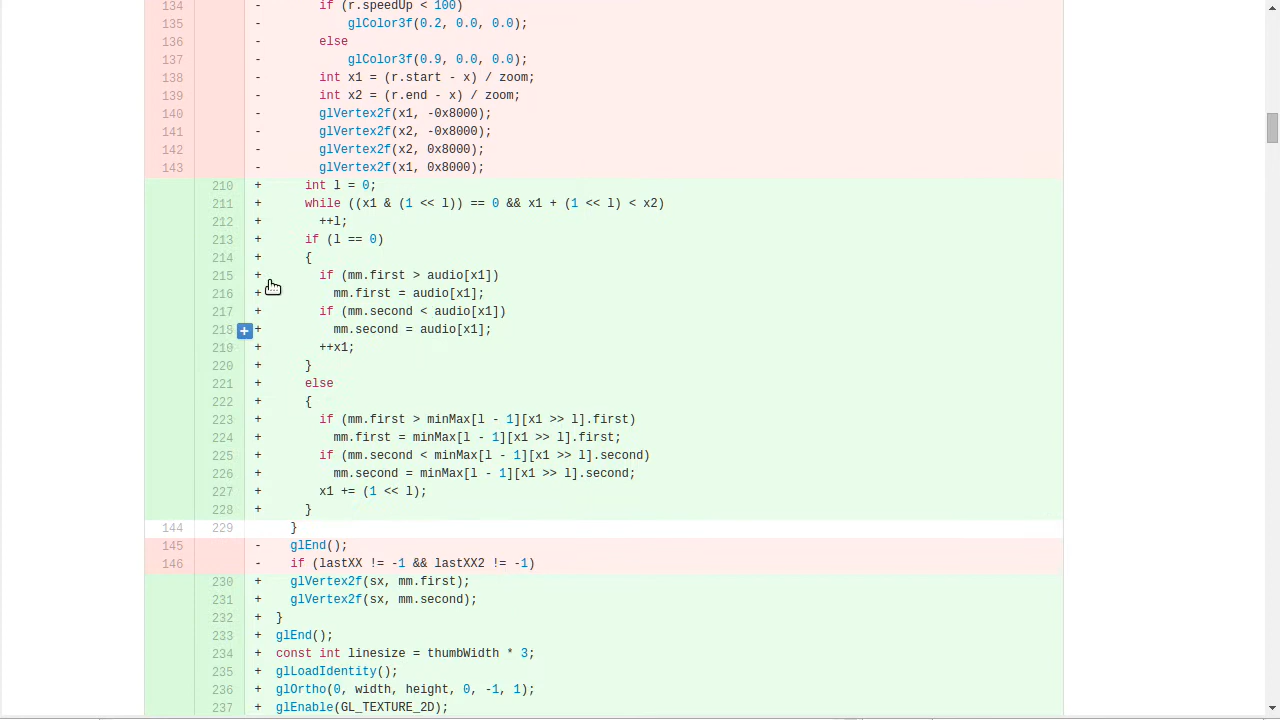 134 - if (r.speedUp < 100)
135 - glColor3f(0.2, 0.0, 0.0);
136 - else
137 - glColor3f(0.9, 0.0, 0.0);
138 - int x1 = (r.start - x) / zoom;
139 - int x2 = (r.end - x) / zoom;
140 - glVertex2f(x1, -0x8000);
141 - glVertex2f(x2, -0x8000);
142 - glVertex2f(x2, 0x8000);
143 - glVertex2f(x1, 0x8000);
210 + int l = 0;
211 + while ((x1 & (1 << l)) == 0 && x1 + (1 << l) < x2)
212 + ++l;
213 + if (l == 0)
214 + {
215 + if (mm.first > audio[x1])
216 + mm.first = audio[x1];
217 + if (mm.second < audio[x1])
218 + mm.second = audio[x1];
219 + ++x1;
220 + }
221 + else
222 + {
223 + if (mm.first > minMax[l - 1][x1 >> l].first)
224 + mm.first = minMax[l - 1][x1 >> l].first;
225 + if (mm.second < minMax[l - 1][x1 >> l].second)
226 + mm.second = minMax[l - 1][x1 >> l].second;
227 + x1 += (1 << l);
228 + }
144 229 }
145 - glEnd();
146 - if (lastXX != -1 && lastXX2 != -1)
230 + glVertex2f(sx, mm.first);
231 + glVertex2f(sx, mm.second);
232 + }
233 + glEnd();
234 + const int linesize = thumbWidth * 3;
235 + glLoadIdentity();
236 + glOrtho(0, width, height, 0, -1, 1);
237 + glEnable(GL_TEXTURE_2D);